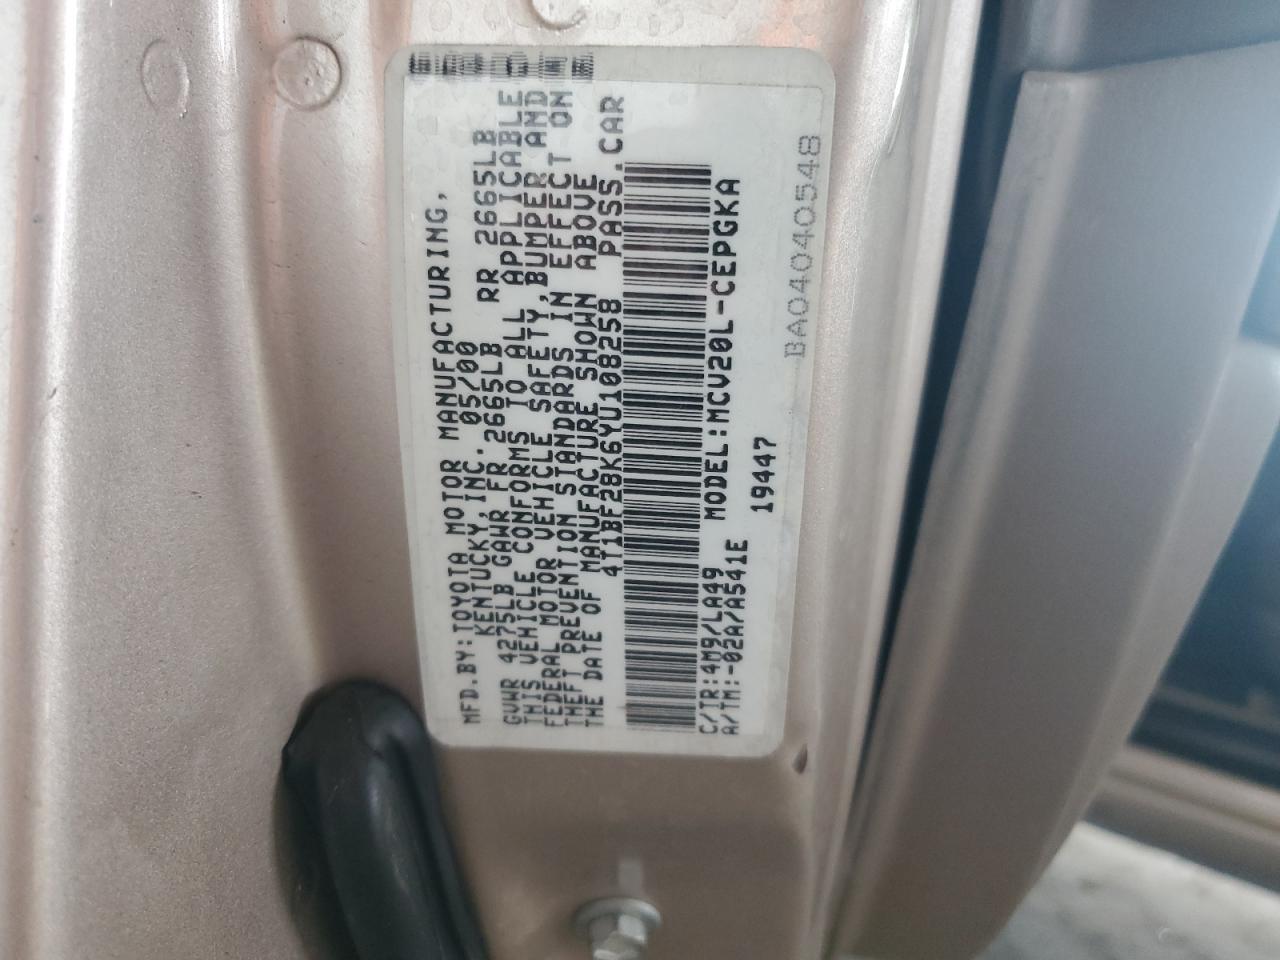 MFD.BY:TOYOTA MOTOR MANUFACTURING,
KENTUCKY,INC. 05/00
GVWR 4275LB GAWR FR 2665LB RR 2665LB
THIS VEHICLE CONFORMS TO ALL APPLICABLE
FEDERAL MOTOR VEHICLE SAFETY,BUMPER AND
THEFT PREVENTION STANDARDS IN EFFECT ON
THE DATE OF MANUFACTURE SHOWN ABOVE
4T1BF28K6YU108258 PASS.CAR
C/TR:4M9/LA49 MODEL:MCV20L-CEPGKA
A/TM:-02A/A541E 19447
BA0404054​8